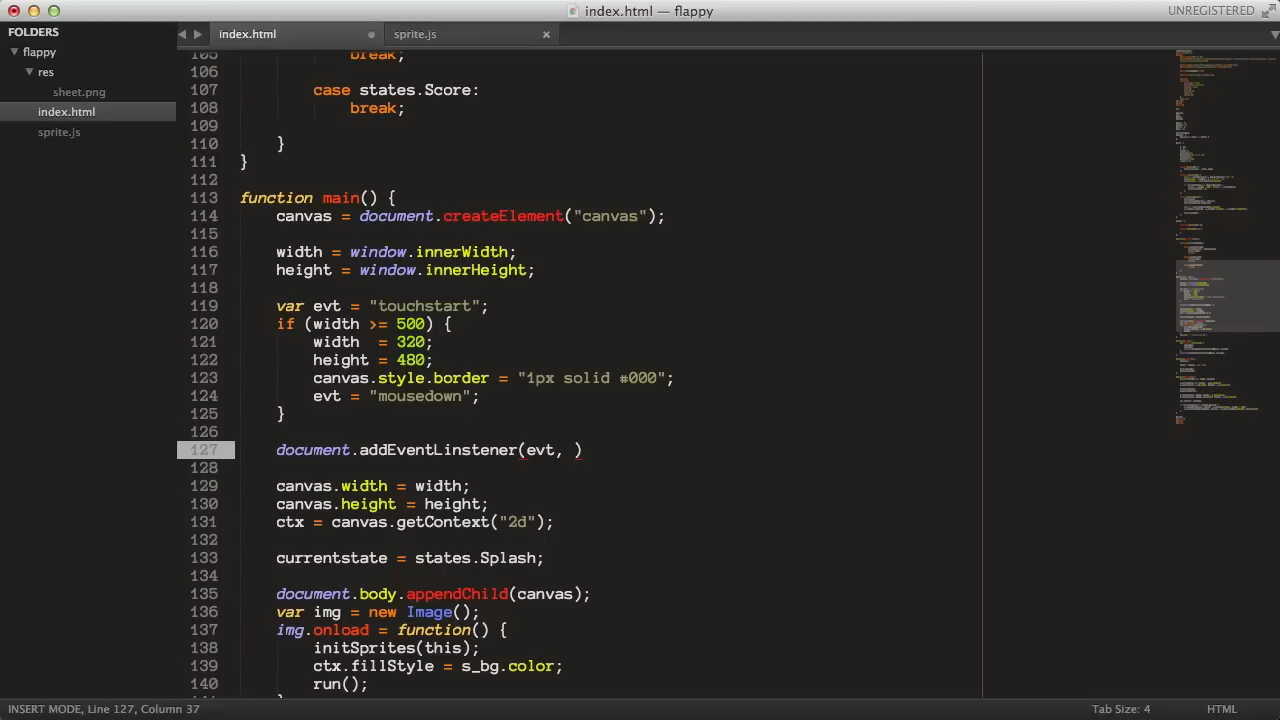 index.html — flappy
UNREGISTERED
FOLDERS
flappy
res
sheet.png
index.html
sprite.js
index.html
sprite.js
105 break;
106
107 case states.Score:
108 break;
109
110 }
111 }
112
113 function main() {
114 canvas = document.createElement("canvas");
115
116 width = window.innerWidth;
117 height = window.innerHeight;
118
119 var evt = "touchstart";
120 if (width >= 500) {
121 width  = 320;
122 height = 480;
123 canvas.style.border = "1px solid #000";
124 evt = "mousedown";
125 }
126
127 document.addEventLinstener(evt, )
128
129 canvas.width = width;
130 canvas.height = height;
131 ctx = canvas.getContext("2d");
132
133 currentstate = states.Splash;
134
135 document.body.appendChild(canvas);
136 var img = new Image();
137 img.onload = function() {
138 initSprites(this);
139 ctx.fillStyle = s_bg.color;
140 run();
INSERT MODE, Line 127, Column 37
Tab Size: 4
HTML